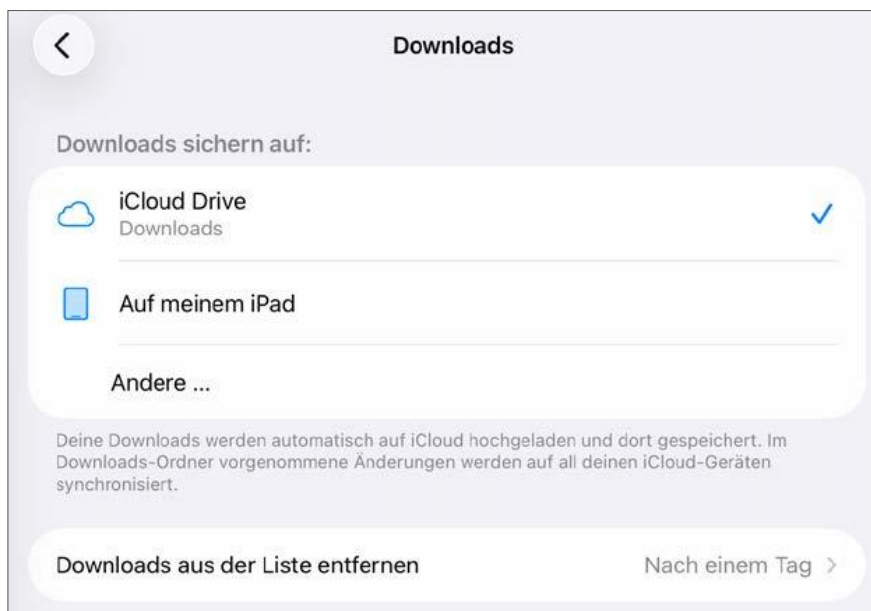 Downloads
Downloads sichern auf:
iCloud Drive
Downloads
Auf meinem iPad
Andere ...
Deine Downloads werden automatisch auf iCloud hochgeladen und dort gespeichert. Im
Downloads-Ordner vorgenommene Änderungen werden auf all deinen iCloud-Geräten
synchronisiert.
Downloads aus der Liste entfernen Nach einem Tag